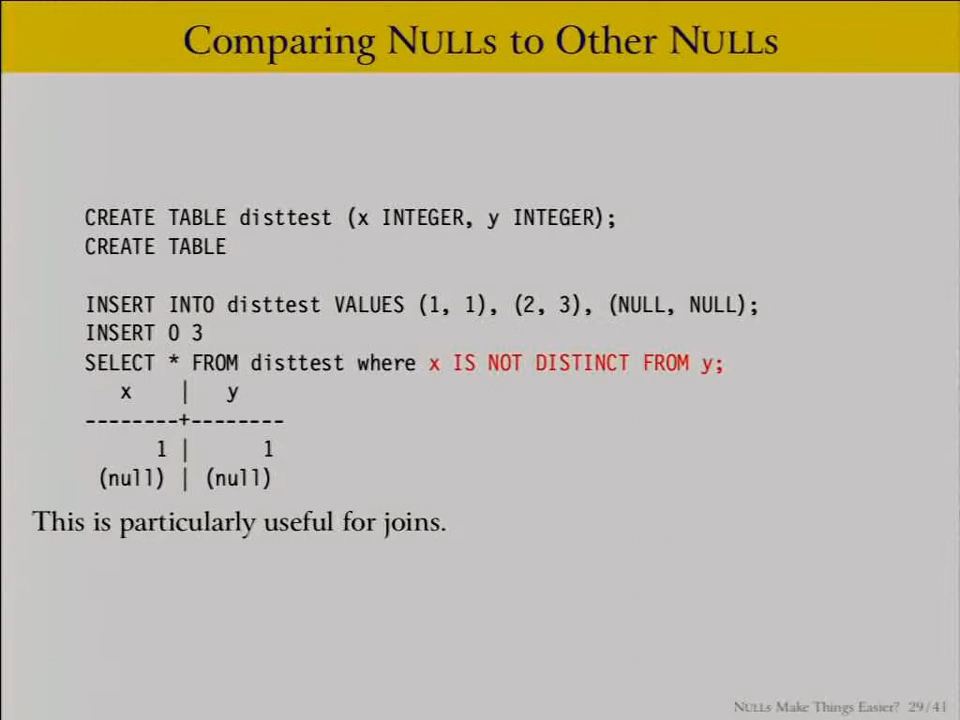 Comparing NULLs to Other NULLs
CREATE TABLE disttest (x INTEGER, y INTEGER);
CREATE TABLE
INSERT INTO disttest VALUES (1, 1), (2, 3), (NULL, NULL);
INSERT 0 3
SELECT * FROM disttest where x IS NOT DISTINCT FROM y;
x | y
--------+--------
1 | 1
(null) | (null)
This is particularly useful for joins.
NULLs Make Things Easier? 29/41